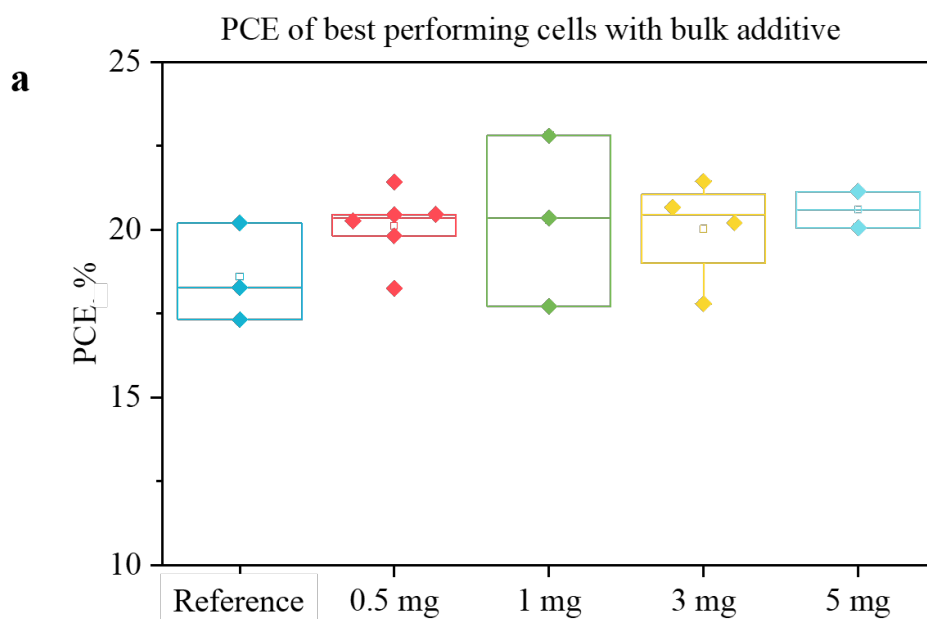 PCE of best performing cells with bulk additive
a
25
20
15
10
PCE, %
Reference
0.5 mg
1 mg
3 mg
5 mg